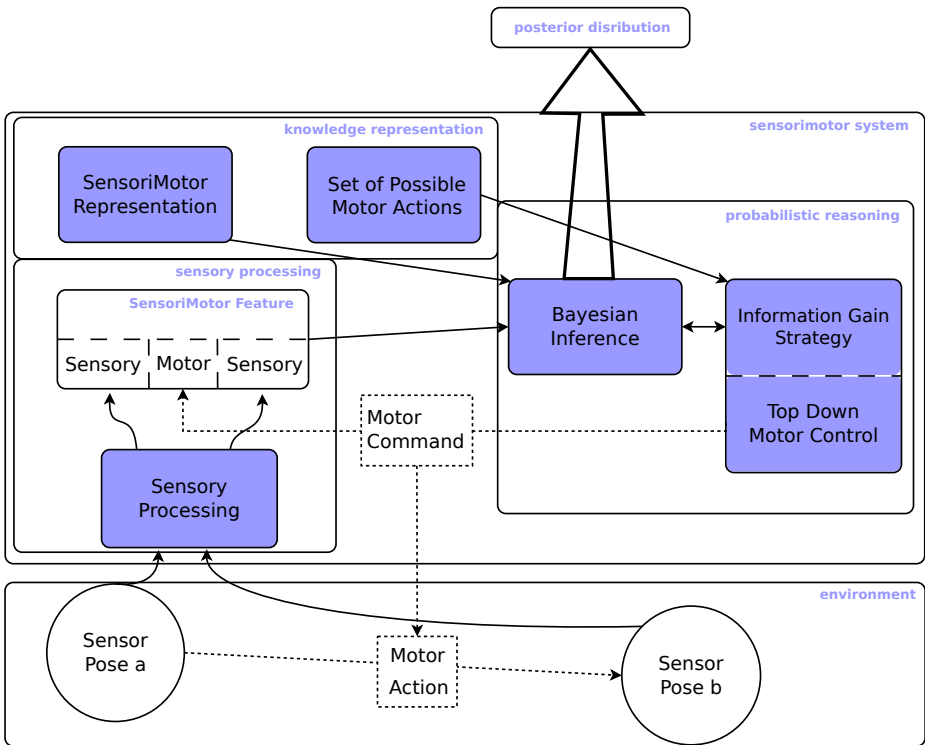 posterior disribution
sensorimotor system
knowledge representation
SensoriMotor
Representation
Set of Possible
Motor Actions
probabilistic reasoning
sensory processing
SensoriMotor Feature
Sensory
Motor
Sensory
Bayesian
Inference
Information Gain
Strategy
Top Down
Motor Control
Motor
Command
Sensory
Processing
environment
Sensor
Pose a
Motor
Action
Sensor
Pose b